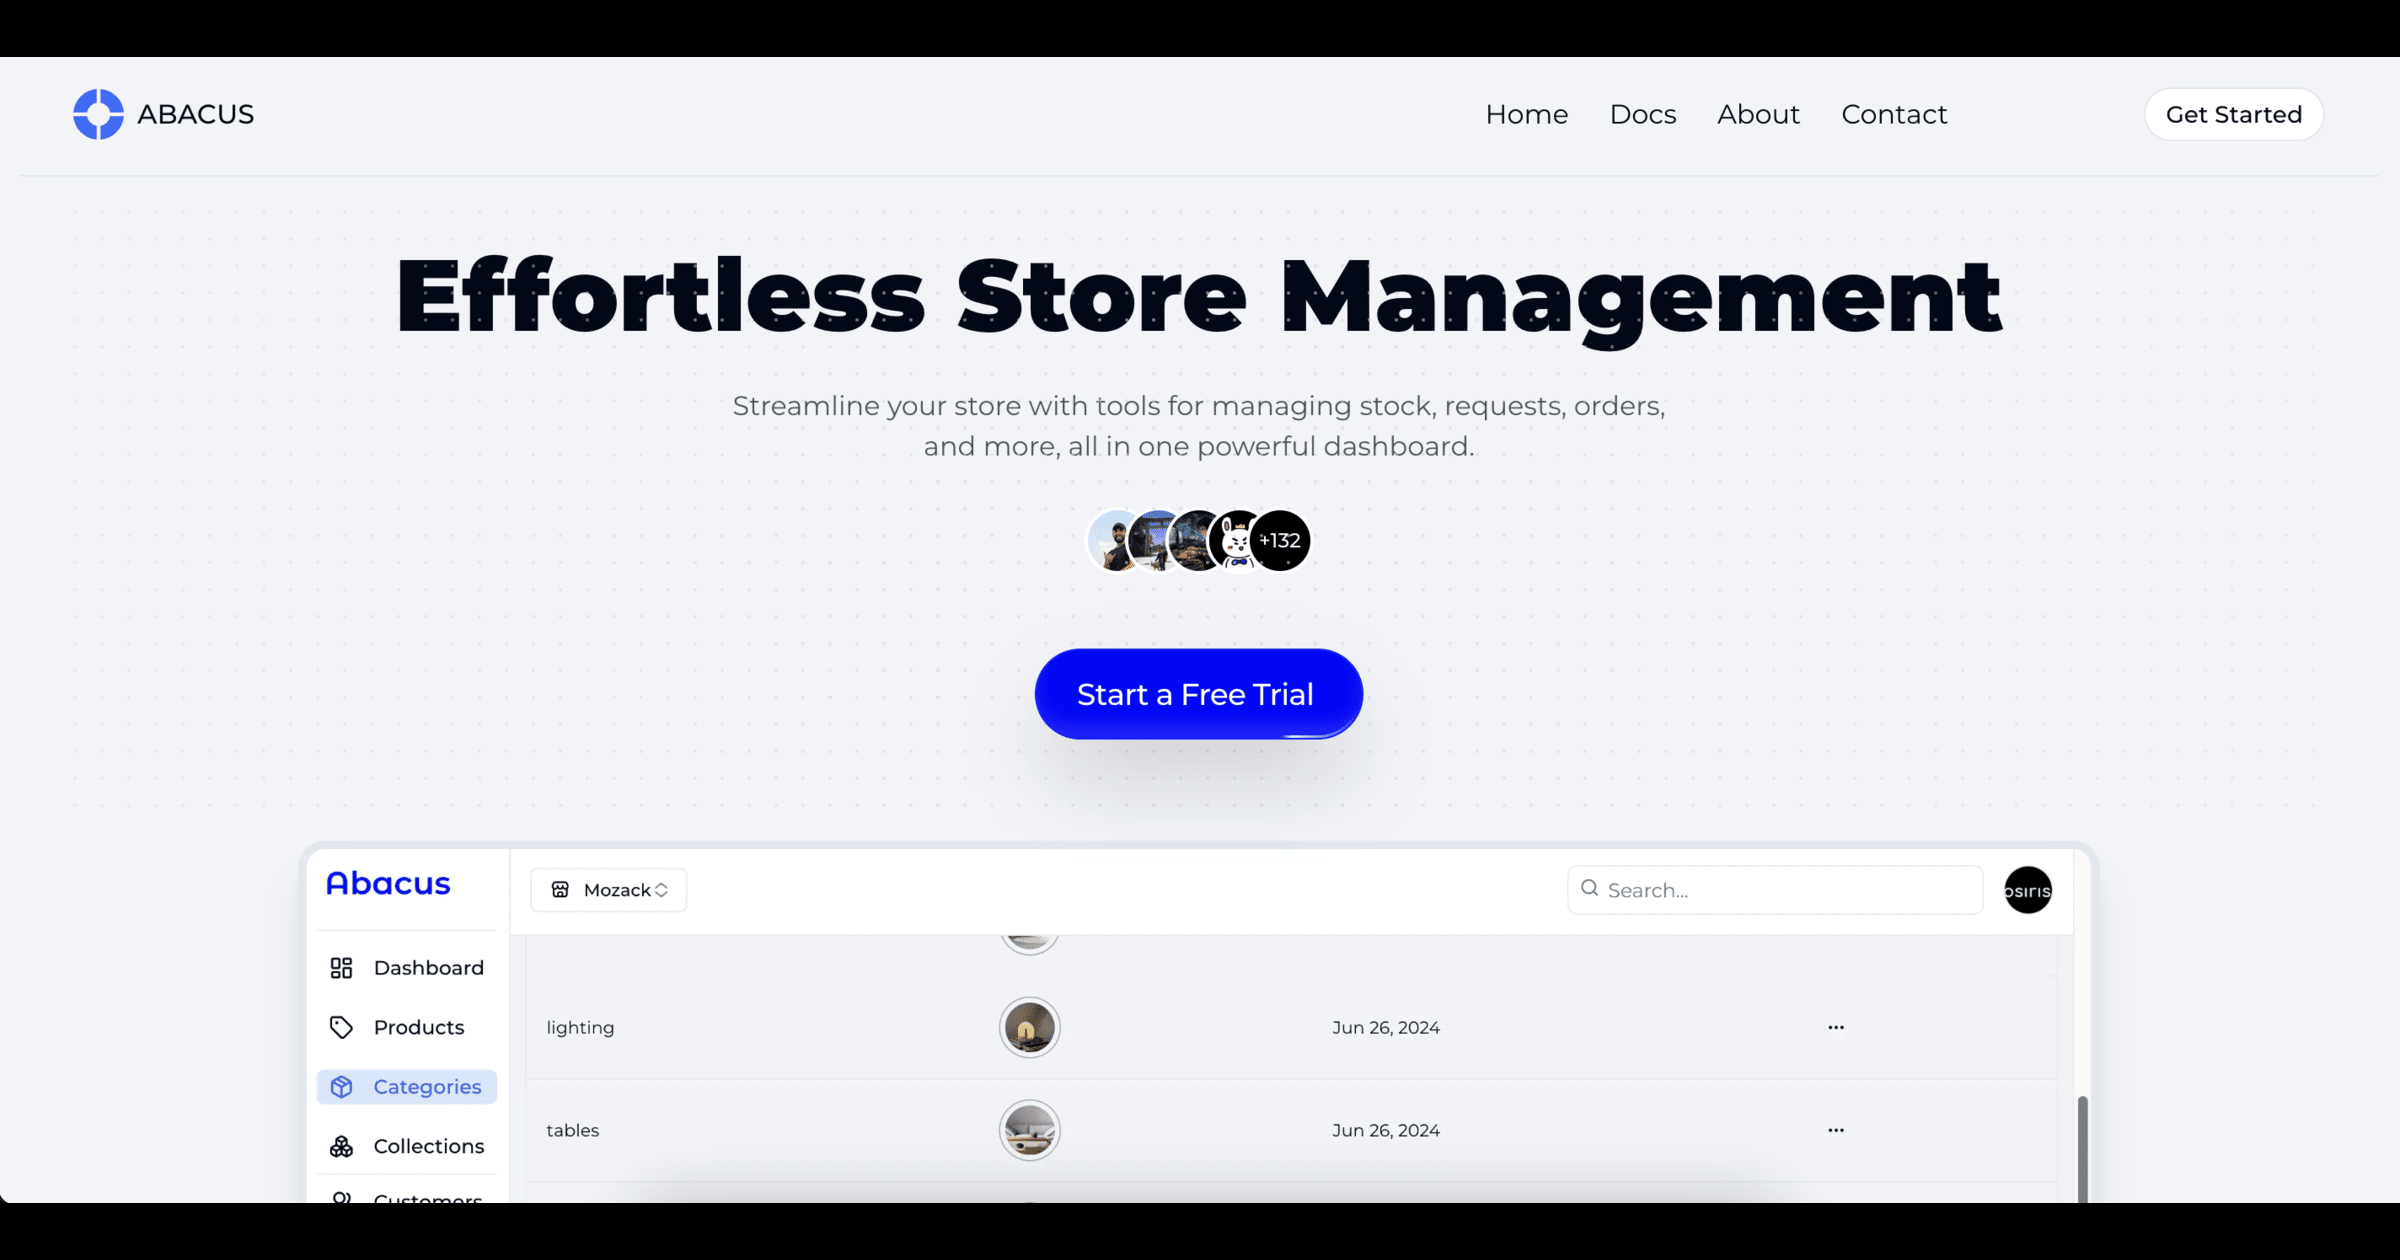 ABACUS
Home Docs About Contact
Get Started
Effortless Store Management
Streamline your store with tools for managing stock, requests, orders,
and more, all in one powerful dashboard.
+132
Start a Free Trial
Abacus
Mozack
Search...
osiris
Dashboard
Products
Categories
Collections
Customers
lighting Jun 26, 2024 ...
tables Jun 26, 2024 ...